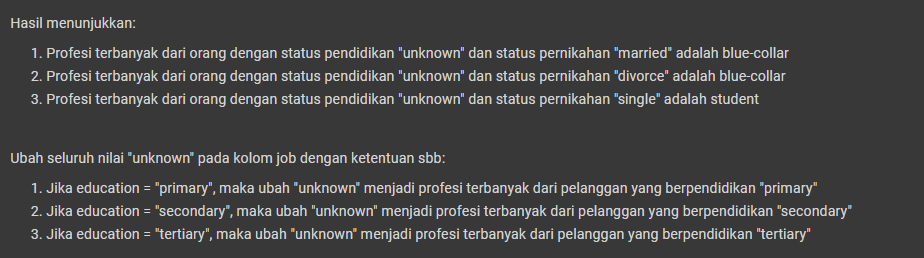 Hasil menunjukkan:
1. Profesi terbanyak dari orang dengan status pendidikan "unknown" dan status pernikahan "married" adalah blue-collar
2. Profesi terbanyak dari orang dengan status pendidikan "unknown" dan status pernikahan "divorce" adalah blue-collar
3. Profesi terbanyak dari orang dengan status pendidikan "unknown" dan status pernikahan "single" adalah student
Ubah seluruh nilai "unknown" pada kolom job dengan ketentuan sbb:
1. Jika education = "primary", maka ubah "unknown" menjadi profesi terbanyak dari pelanggan yang berpendidikan "primary"
2. Jika education = "secondary", maka ubah "unknown" menjadi profesi terbanyak dari pelanggan yang berpendidikan "secondary"
3. Jika education = "tertiary", maka ubah "unknown" menjadi profesi terbanyak dari pelanggan yang berpendidikan "tertiary"